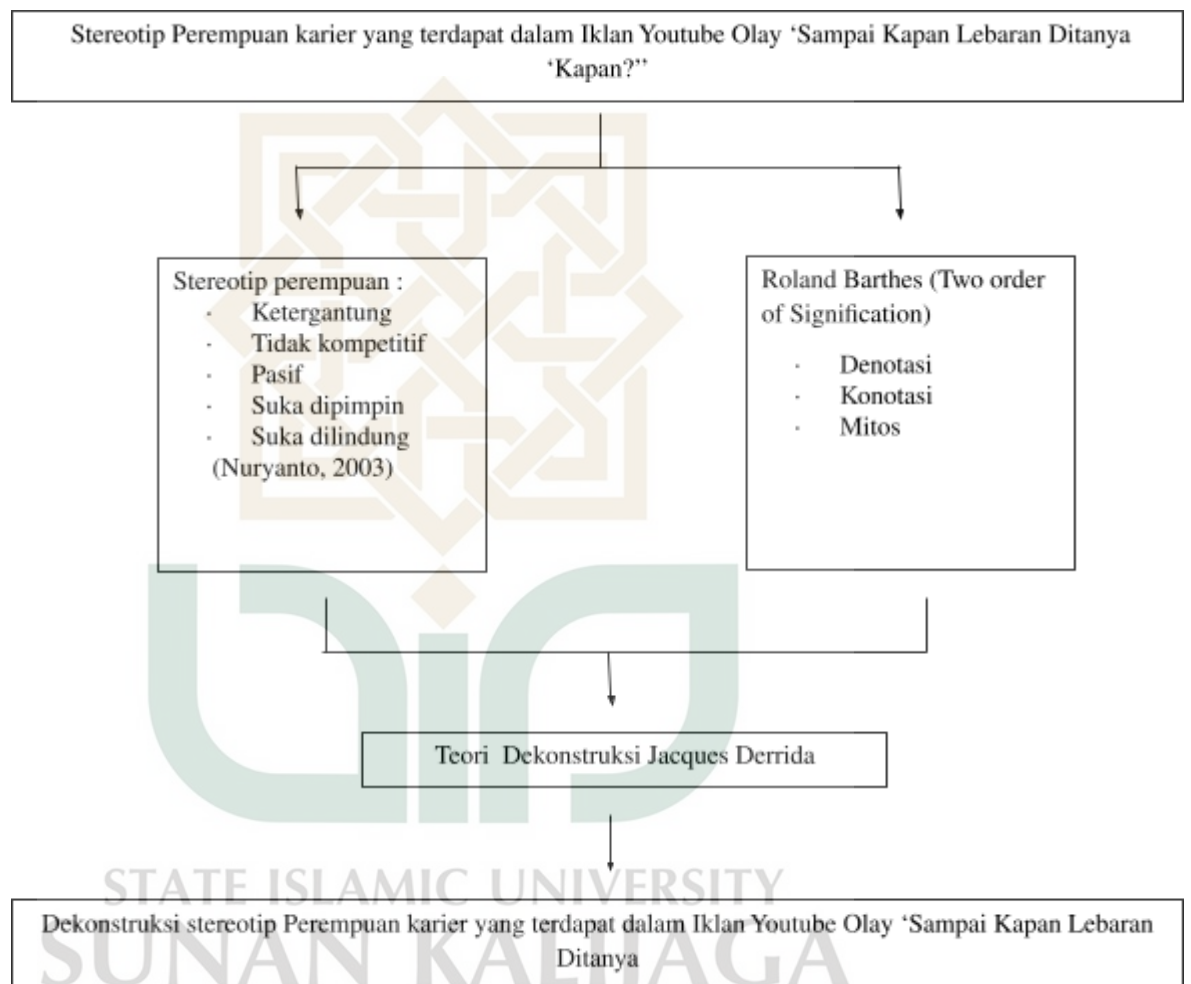 Stereotip Perempuan karier yang terdapat dalam Iklan Youtube Olay ‘Sampai Kapan Lebaran Ditanya
‘Kapan?’’
Stereotip perempuan :
· Ketergantung
· Tidak kompetitif
· Pasif
· Suka dipimpin
· Suka dilindung
(Nuryanto, 2003)
Roland Barthes (Two order
of Signification)
· Denotasi
· Konotasi
· Mitos
Teori Dekonstruksi Jacques Derrida
STATE ISLAMIC UNIVERSITY
Dekonstruksi stereotip Perempuan karier yang terdapat dalam Iklan Youtube Olay ‘Sampai Kapan Lebaran
Ditanya
SUNAN KALIJAGA